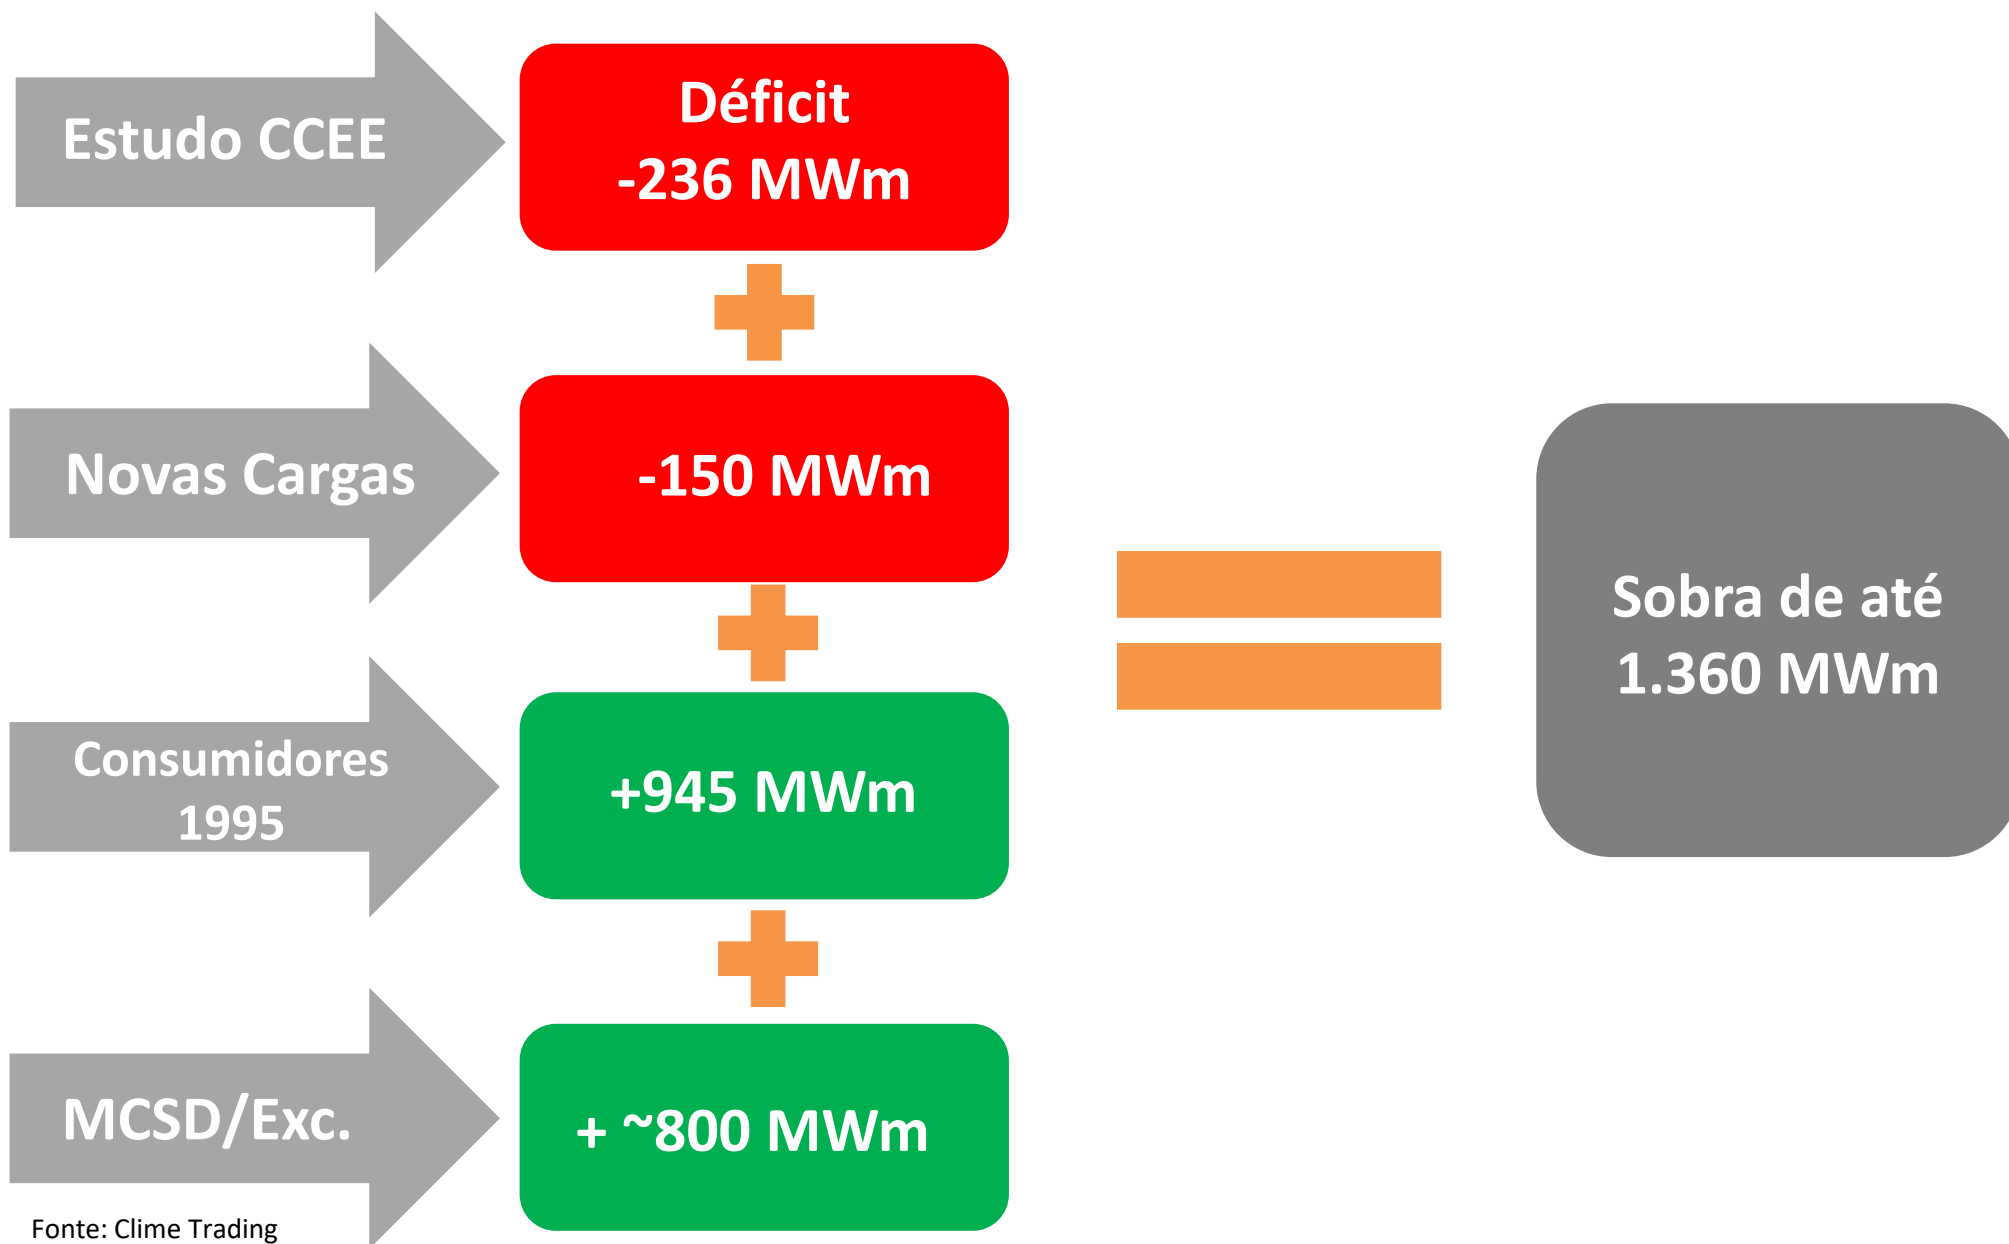 Estudo CCEE
Déficit
-236 MWm
Novas Cargas
-150 MWm
Consumidores
1995
+945 MWm
MCSD/Exc.
+ ~800 MWm
Sobra de até
1.360 MWm
Fonte: Clime Trading